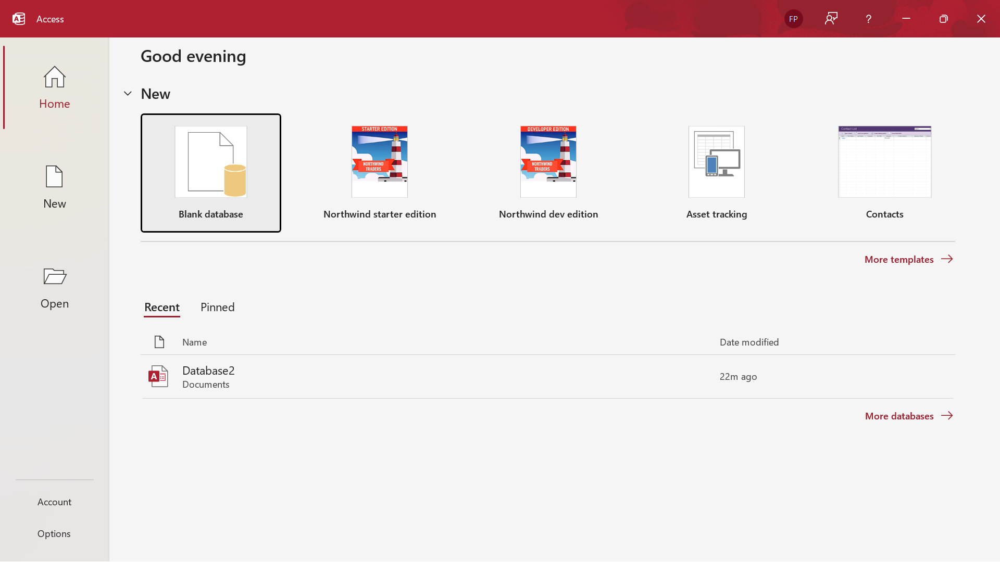 Access
FP
Good evening
New
Home
New
Open
Account
Options
Blank database
STARTER EDITION
NORTHWIND
TRADERS
Northwind starter edition
DEVELOPER EDITION
NORTHWIND
TRADERS
Northwind dev edition
Asset tracking
Contact List
Contacts
More templates
Recent
Pinned
Name
Date modified
A
Database2
Documents
22m ago
More databases